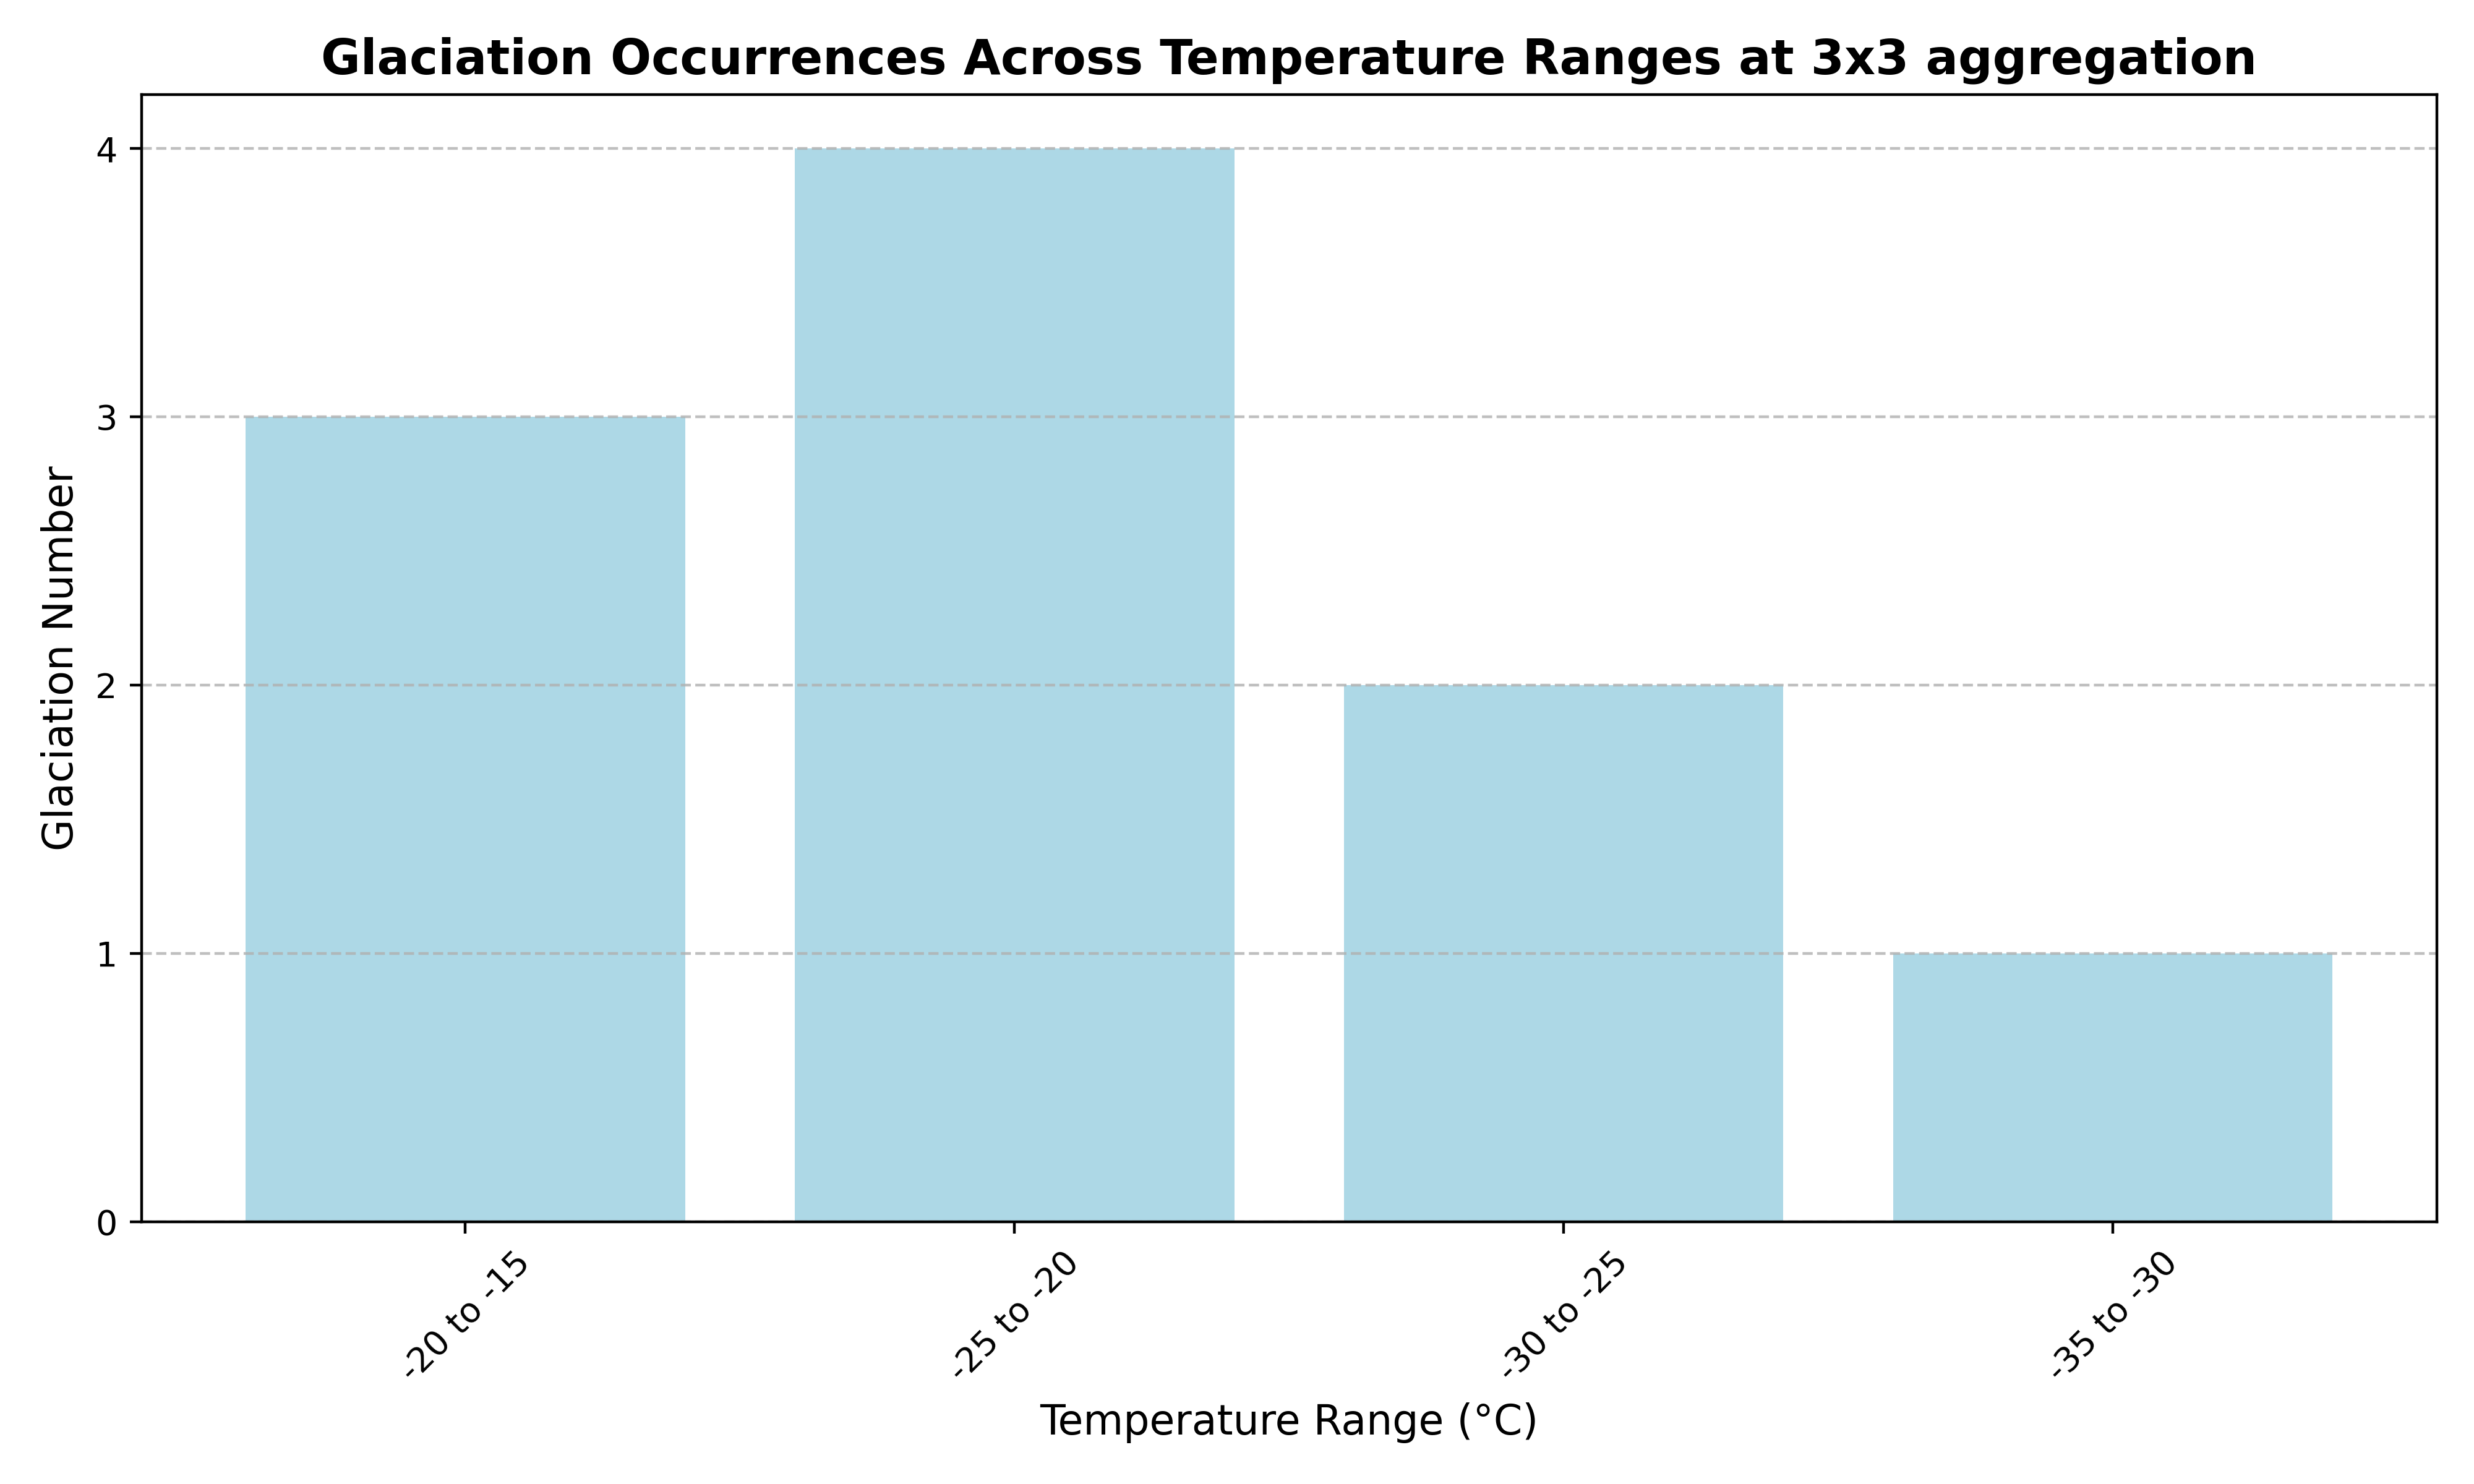 Glaciation Occurrences Across Temperature Ranges at 3x3 aggregation
Glaciation Number
4
3
2
1
0
-20 to -15
-25 to -20
-30 to -25
-35 to -30
Temperature Range (°C)